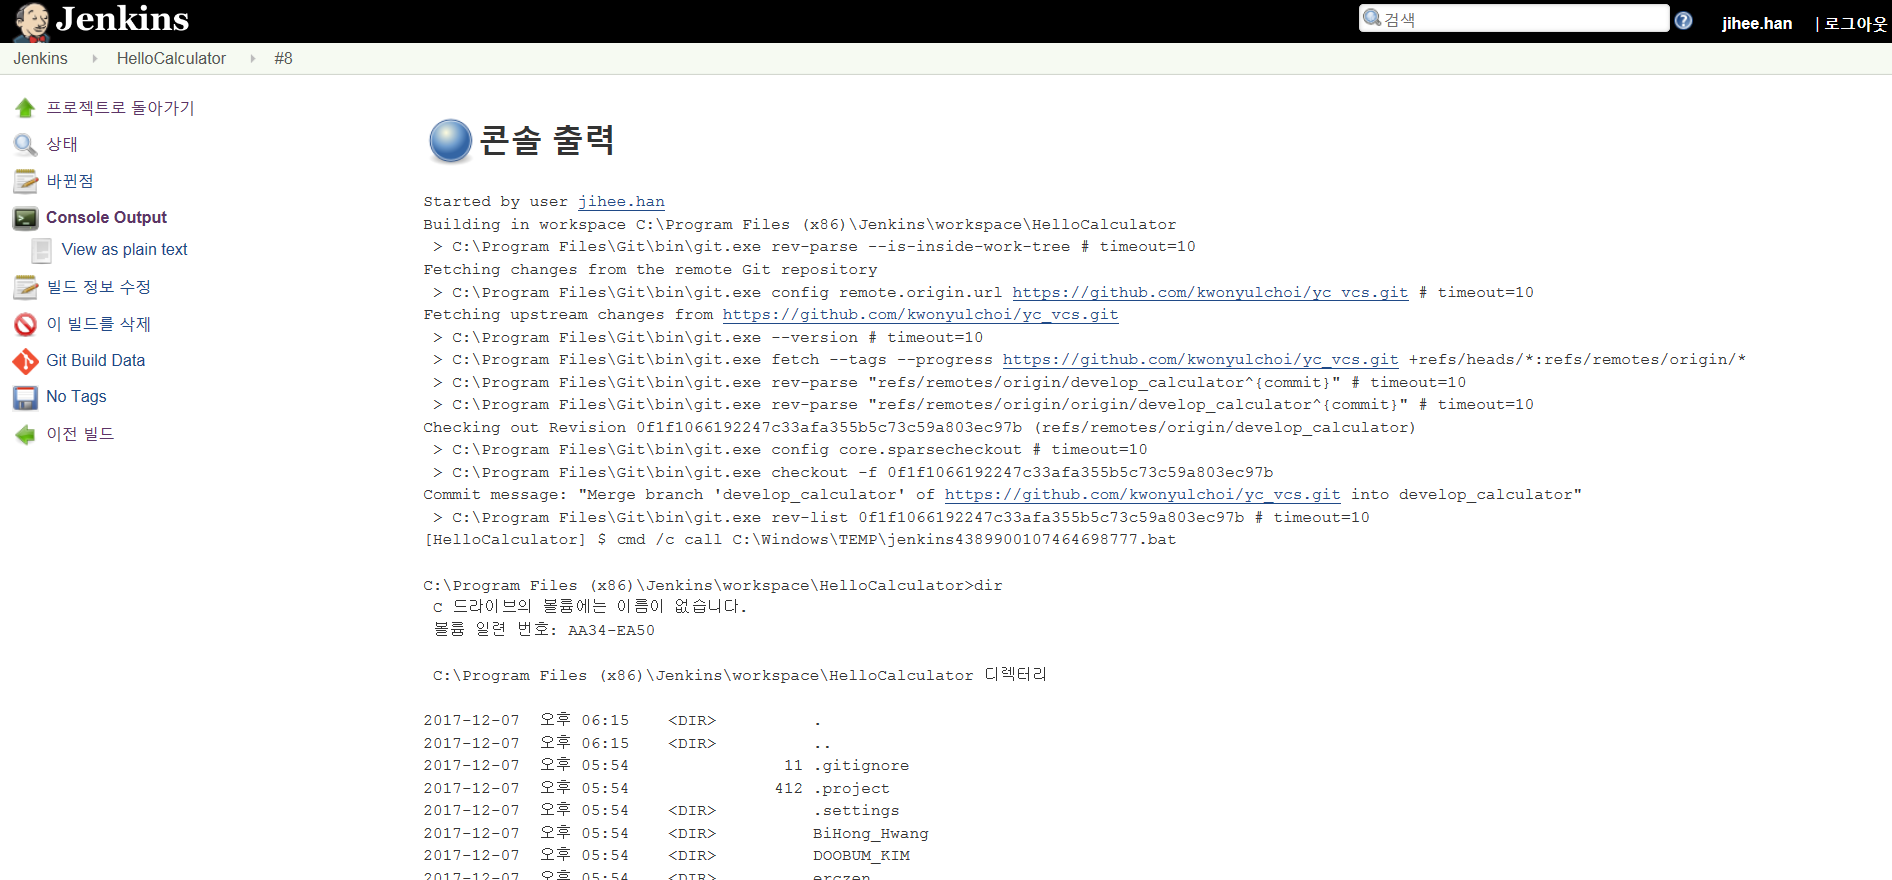 Jenkins
검색
jihee.han
| 로그아웃
Jenkins HelloCalculator #8
프로젝트로 돌아가기
상태
바뀐점
Console Output
View as plain text
빌드 정보 수정
이 빌드를 삭제
Git Build Data
No Tags
이전 빌드
콘솔 출력
Started by user jihee.han
Building in workspace C:\Program Files (x86)\Jenkins\workspace\HelloCalculator
> C:\Program Files\Git\bin\git.exe rev-parse --is-inside-work-tree # timeout=10
Fetching changes from the remote Git repository
> C:\Program Files\Git\bin\git.exe config remote.origin.url https://github.com/kwonyulchoi/yc_vcs.git # timeout=10
Fetching upstream changes from https://github.com/kwonyulchoi/yc_vcs.git
> C:\Program Files\Git\bin\git.exe --version # timeout=10
> C:\Program Files\Git\bin\git.exe fetch --tags --progress https://github.com/kwonyulchoi/yc_vcs.git +refs/heads/*:refs/remotes/origin/*
> C:\Program Files\Git\bin\git.exe rev-parse "refs/remotes/origin/develop_calculator^{commit}" # timeout=10
> C:\Program Files\Git\bin\git.exe rev-parse "refs/remotes/origin/origin/develop_calculator^{commit}" # timeout=10
Checking out Revision 0f1f1066192247c33afa355b5c73c59a803ec97b (refs/remotes/origin/develop_calculator)
> C:\Program Files\Git\bin\git.exe config core.sparsecheckout # timeout=10
> C:\Program Files\Git\bin\git.exe checkout -f 0f1f1066192247c33afa355b5c73c59a803ec97b
Commit message: "Merge branch 'develop_calculator' of https://github.com/kwonyulchoi/yc_vcs.git into develop_calculator"
> C:\Program Files\Git\bin\git.exe rev-list 0f1f1066192247c33afa355b5c73c59a803ec97b # timeout=10
[HelloCalculator] $ cmd /c call C:\Windows\TEMP\jenkins4389900107464698777.bat
C:\Program Files (x86)\Jenkins\workspace\HelloCalculator>dir
C 드라이브의 볼륨에는 이름이 없습니다.
볼륨 일련 번호: AA34-EA50
C:\Program Files (x86)\Jenkins\workspace\HelloCalculator 디렉터리
2017-12-07 오후 06:15 <DIR> .
2017-12-07 오후 06:15 <DIR> ..
2017-12-07 오후 05:54 11 .gitignore
2017-12-07 오후 05:54 412 .project
2017-12-07 오후 05:54 <DIR> .settings
2017-12-07 오후 05:54 <DIR> BiHong_Hwang
2017-12-07 오후 05:54 <DIR> DOOBUM_KIM
2017-12-07 오후 05:54 <DIR> erczen